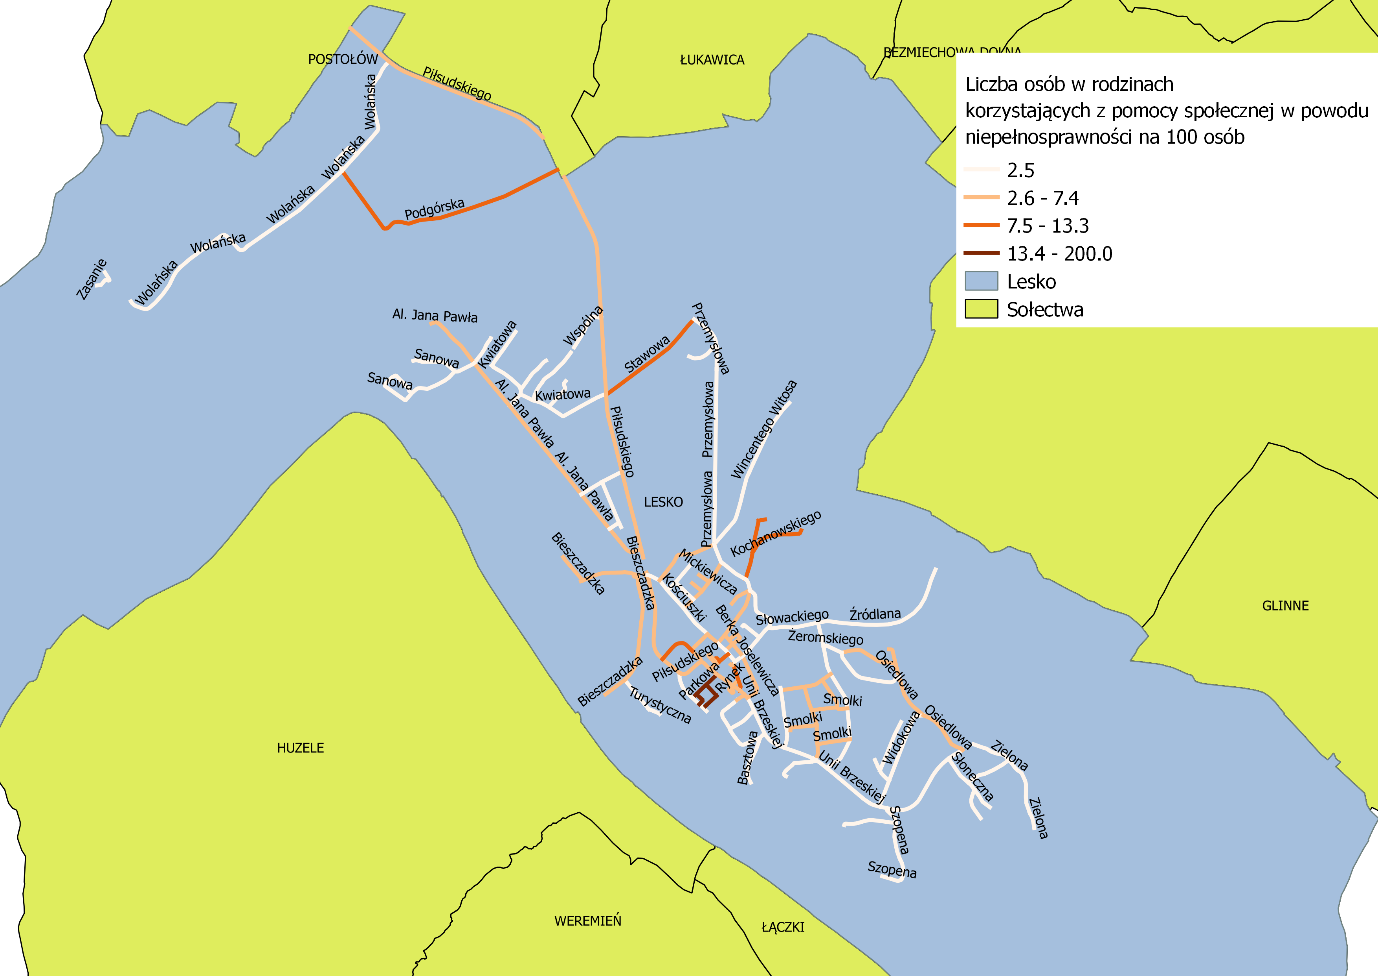 POSTOŁÓW
ŁUKAWICA
BEZMIECHOWA DOLNA
Liczba osób w rodzinach
korzystających z pomocy społecznej w powodu
niepełnosprawności na 100 osób
2.5
2.6 - 7.4
7.5 - 13.3
13.4 - 200.0
Lesko
Sołectwa
Piłsudskiego
Wolańska
Wolańska
Wolańska
Wolańska
Wolańska
Zasanie
Podgórska
Al. Jana Pawła
Sanowa
Sanowa
Kwiatowa
Wspólna
Kwiatowa
Stawowa
Przemysłowa
Przemysłowa
Przemysłowa
Wincentego Witosa
Al. Jana Pawła
Al. Jana Pawła
Piłsudskiego
LESKO
Kochanowskiego
Bieszczadzka
Bieszczadzka
Mickiewicza
Kościuszki
Berka Joselewicza
Słowackiego
Źródlana
Żeromskiego
GLINNE
Piłsudskiego
Bieszczadzka
Parkowa
Rynek
Turystyczna
Unii Brzeskiej
Osiedlowa
Osiedlowa
Smolki
Smolki
Smolki
Widokowa
Basztowa
Unii Brzeskiej
Zielona
Słoneczna
Zielona
Szopena
Szopena
HUZELE
WEREMIEŃ
ŁĄCZKI